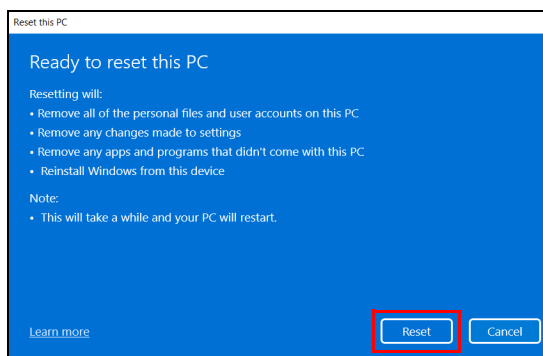 Reset this PC
Ready to reset this PC
Resetting will:
• Remove all of the personal files and user accounts on this PC
• Remove any changes made to settings
• Remove any apps and programs that didn't come with this PC
• Reinstall Windows from this device
Note:
• This will take a while and your PC will restart.
Learn more
Reset
Cancel